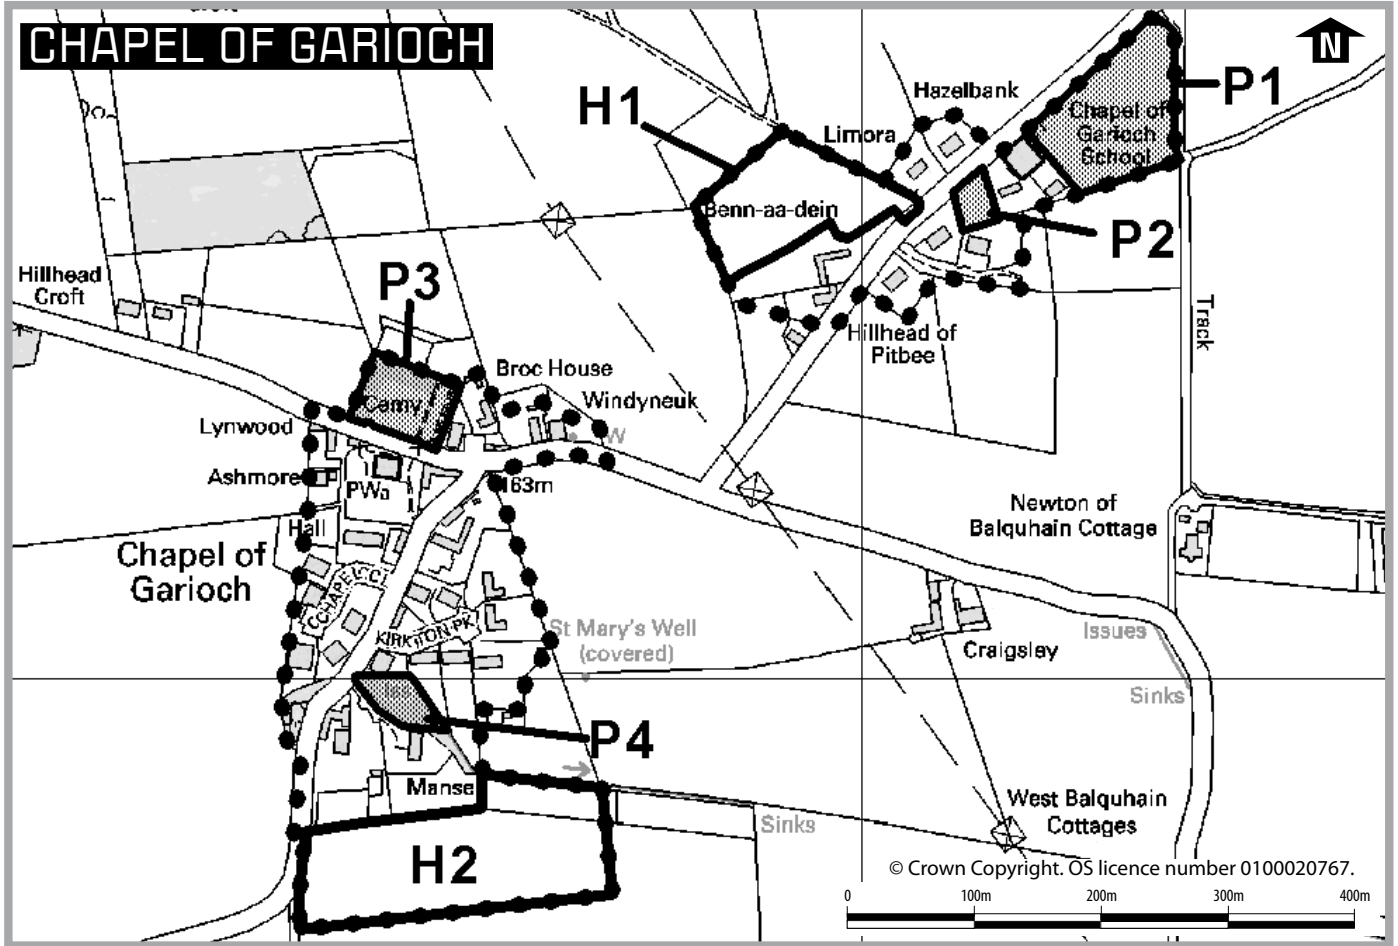 CHAPEL OF GARIOCH
N
H1
Hazelbank
P1
Limora
Chapel of
Garioch
School
Benn-aa-dein
P2
Hillhead
Croft
P3
Track
Hillhead of
Pitbee
Broc House
Cemy
Windyneuk
Lynwood
W
Ashmore
PWa
163m
Newton of
Balquhain Cottage
Hall
Chapel of
Garioch
KIRKTON PK
St Mary's Well
(covered)
Issues
Craigsley
Sinks
P4
Manse
West Balquhain
Cottages
Sinks
H2
© Crown Copyright. OS licence number 0100020767.
0 100m 200m 300m 400m